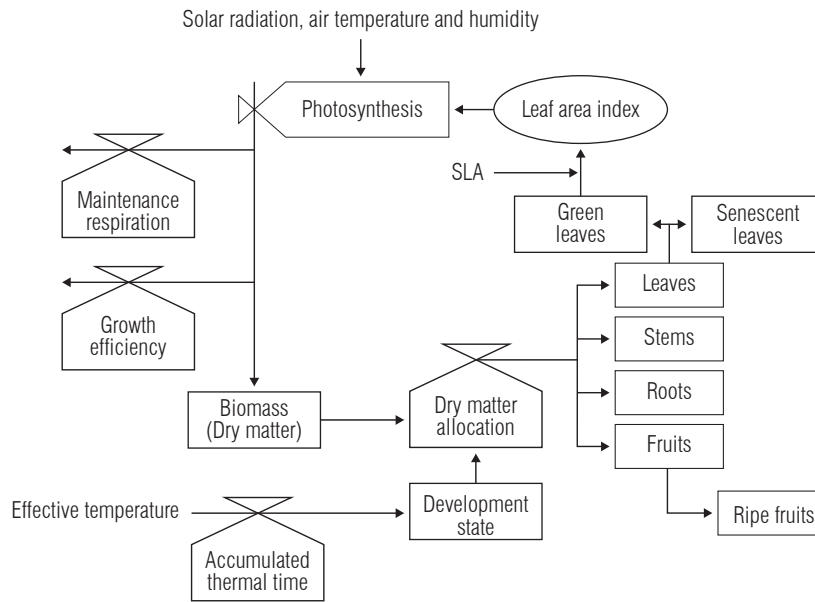 Solar radiation, air temperature and humidity
Photosynthesis
Leaf area index
Maintenance
respiration
SLA
Green
leaves
Senescent
leaves
Growth
efficiency
Leaves
Stems
Roots
Fruits
Biomass
(Dry matter)
Dry matter
allocation
Effective temperature
Development
state
Ripe fruits
Accumulated
thermal time